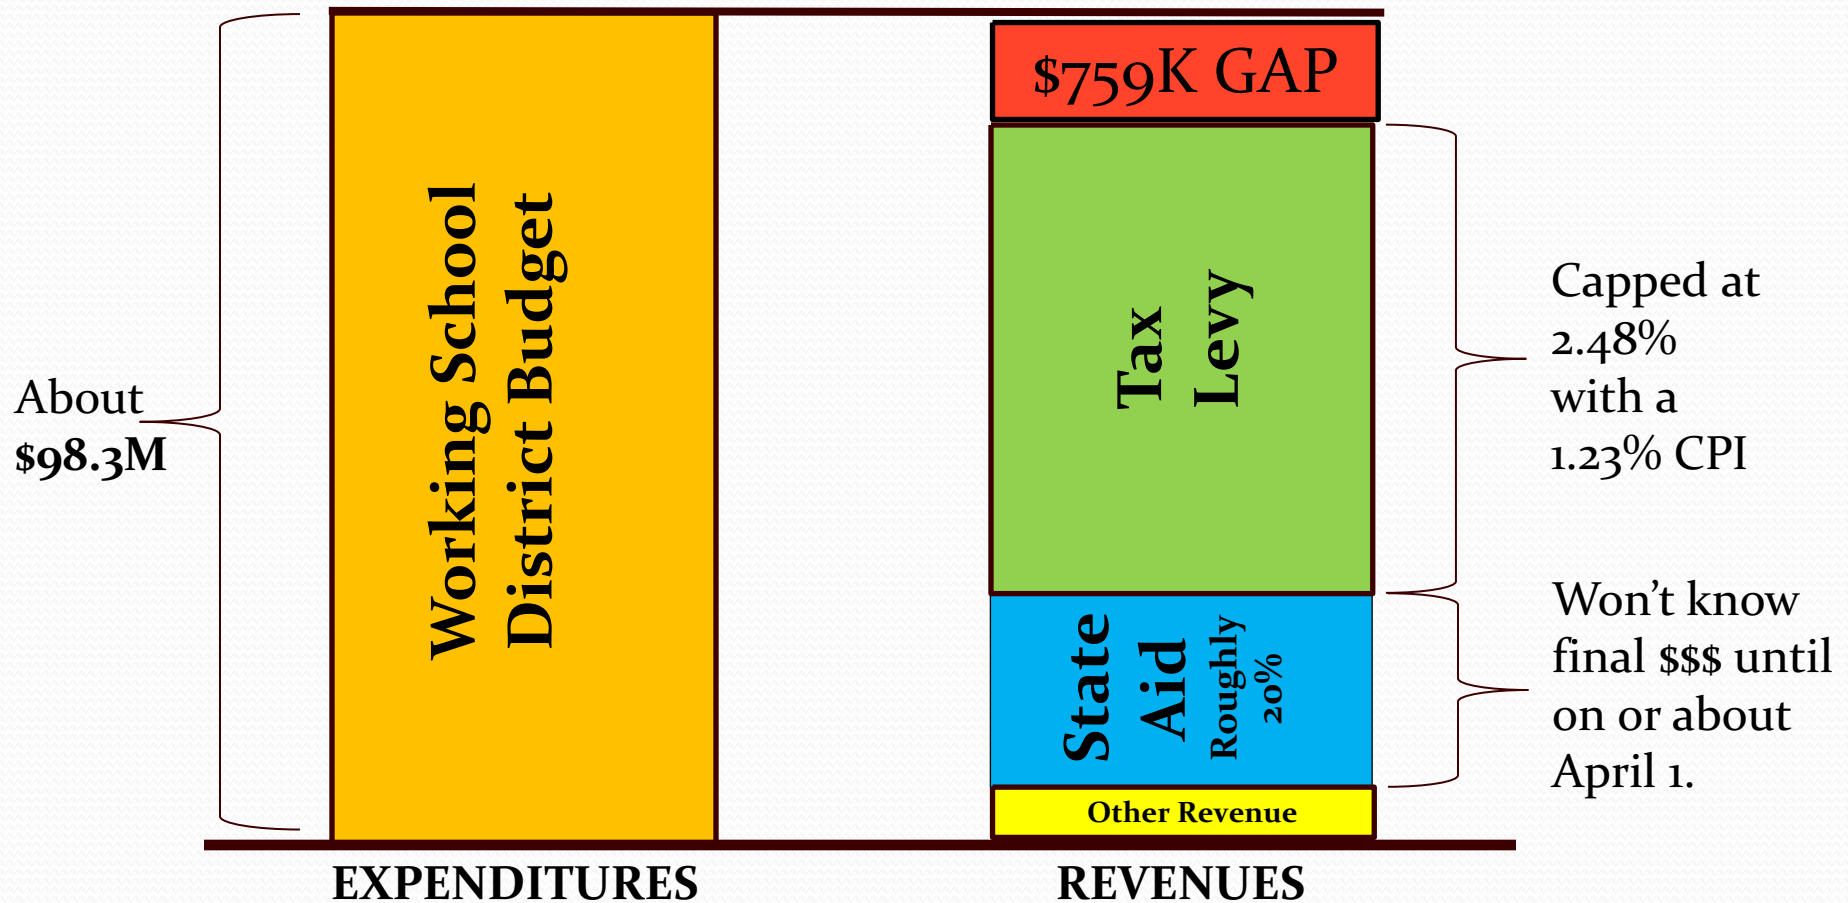 About
$98.3M
Working School
District Budget
EXPENDITURES
$759K GAP
Tax
Levy
State
Aid
Roughly
20%
Other Revenue
REVENUES
Capped at
2.48%
with a
1.23% CPI
Won’t know
final $$$ until
on or about
April 1.